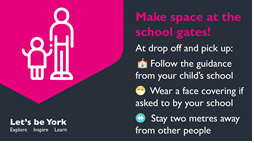 Make space at the
school gates!
At drop off and pick up:
Follow the
guidance
from your child's school
Wear a face covering if
asked to by your school
Stay two metres away
from other people
Let's be York
Explore Inspire Learn